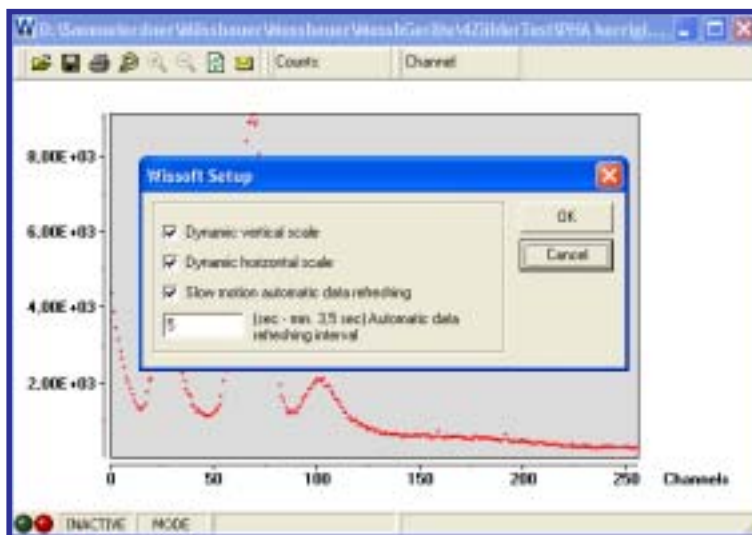 Counts
Channel
Wissoft Setup
Dynamic vertical scale
Dynamic horizontal scale
Slow motion automatic data refreshing
5
(sec - min. 3,5 sec) Automatic data
refreshing interval
OK
Cancel
8.00E+03
6.00E+03
4.00E+03
2.00E+03
0 50 100 150 200 250 Channels
INACTIVE MODE